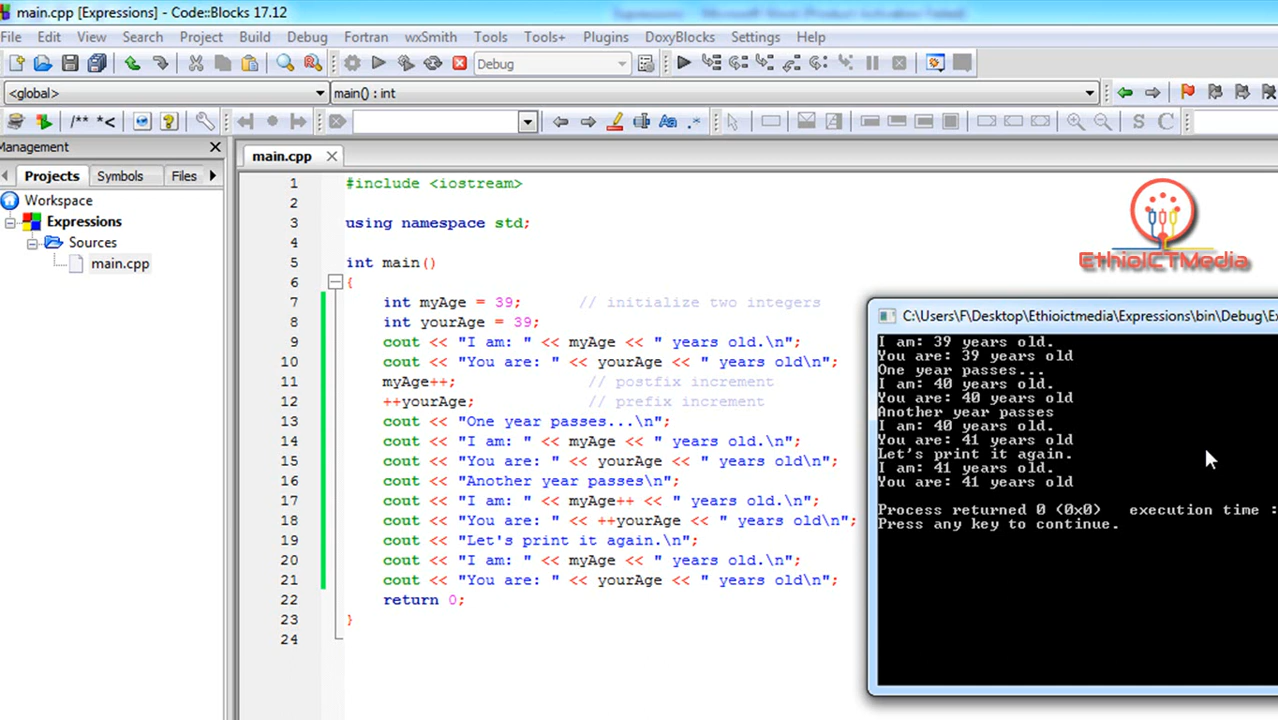 main.cpp [Expressions] - Code::Blocks 17.12
File Edit View Search Project Build Debug Fortran wxSmith Tools Tools+ Plugins DoxyBlocks Settings Help
Debug
<global> main() : int
/** *< Aa .* S C
Management
Projects Symbols Files
Workspace
Expressions
Sources
main.cpp
main.cpp
1 #include <iostream>
2
3 using namespace std;
4
5 int main()
6 {
7 int myAge = 39; // initialize two integers
8 int yourAge = 39;
9 cout << "I am: " << myAge << " years old.\n";
10 cout << "You are: " << yourAge << " years old\n";
11 myAge++; // postfix increment
12 ++yourAge; // prefix increment
13 cout << "One year passes...\n";
14 cout << "I am: " << myAge << " years old.\n";
15 cout << "You are: " << yourAge << " years old\n";
16 cout << "Another year passes\n";
17 cout << "I am: " << myAge++ << " years old.\n";
18 cout << "You are: " << ++yourAge << " years old\n";
19 cout << "Let's print it again.\n";
20 cout << "I am: " << myAge << " years old.\n";
21 cout << "You are: " << yourAge << " years old\n";
22 return 0;
23 }
24
EthioICTMedia
C:\Users\F\Desktop\Ethioictmedia\Expressions\bin\Debug\Ex
I am: 39 years old.
You are: 39 years old
One year passes...
I am: 40 years old.
You are: 40 years old
Another year passes
I am: 40 years old.
You are: 41 years old
Let's print it again.
I am: 41 years old.
You are: 41 years old
Process returned 0 (0x0) execution time :
Press any key to continue.